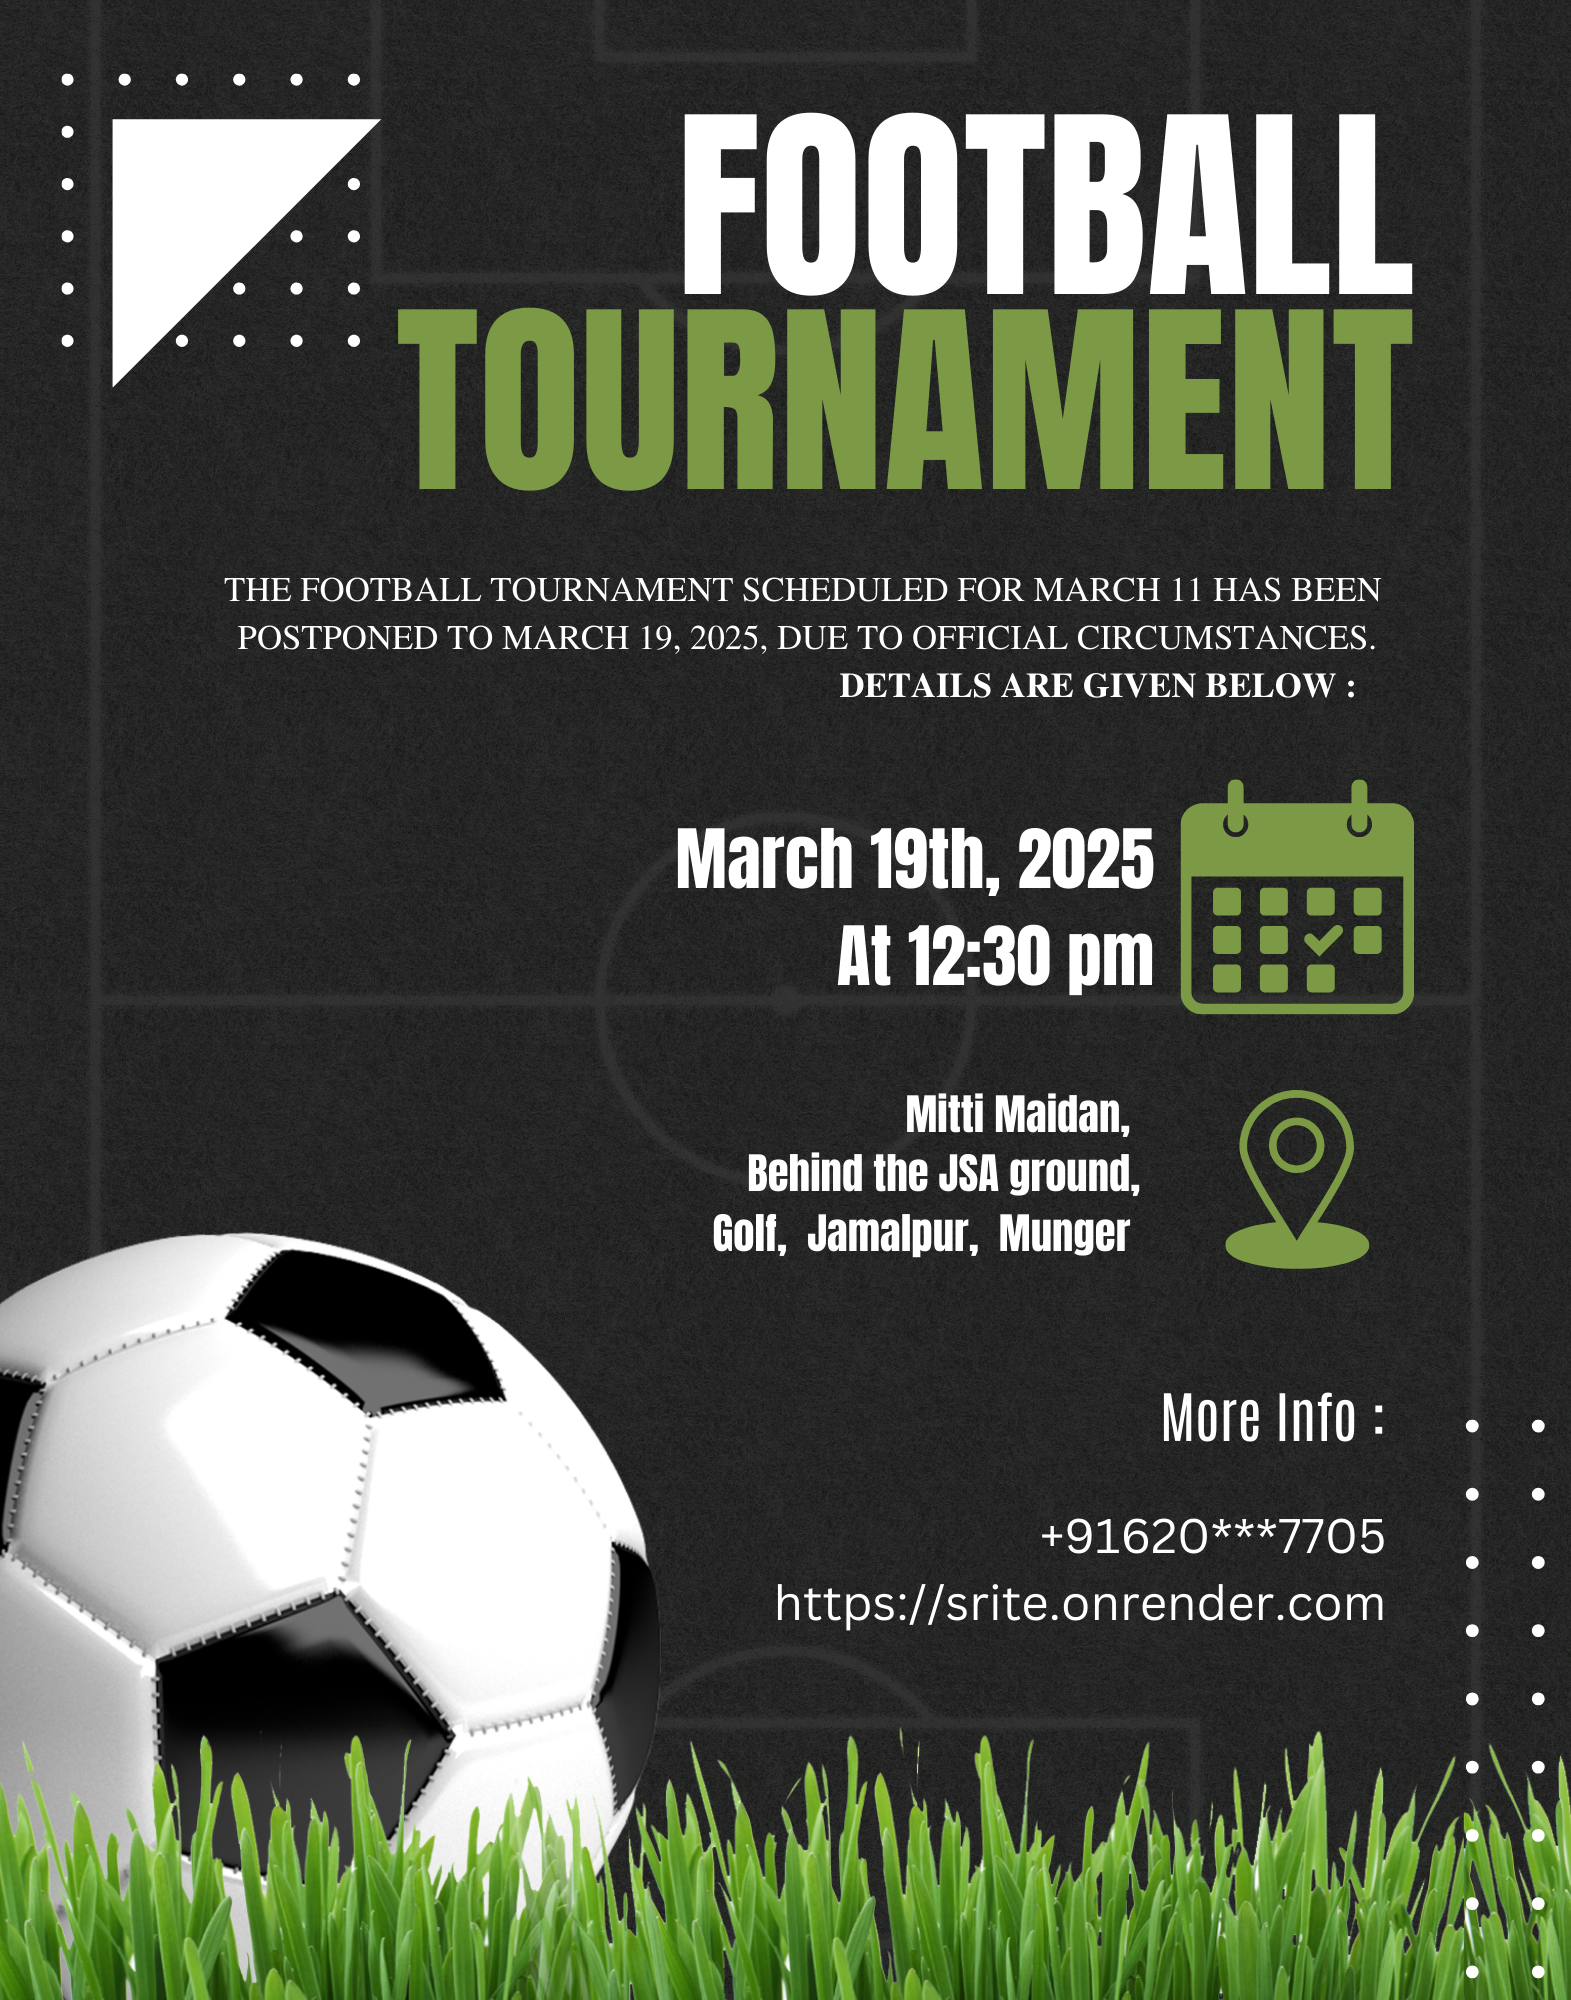 FOOTBALL
TOURNAMENT
THE FOOTBALL TOURNAMENT SCHEDULED FOR MARCH 11 HAS BEEN
POSTPONED TO MARCH 19, 2025, DUE TO OFFICIAL CIRCUMSTANCES.
DETAILS ARE GIVEN BELOW :
March 19th, 2025
At 12:30 pm
Mitti Maidan,
Behind the JSA ground,
Golf, Jamalpur, Munger
More Info :
+91620***7705
https://srite.onrender.com